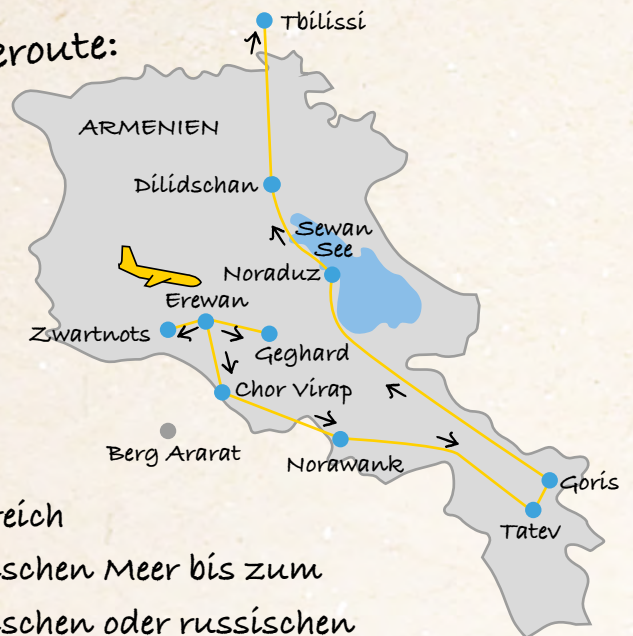 Tbilissi
eroute:
ARMENIEN
Dilidschan
Sewan
See
Noraduz
Erewan
Zwartnots
Geghard
Chor Virap
Berg Ararat
Norawank
Goris
Tatev
reich
schen Meer bis zum
schen oder russischen